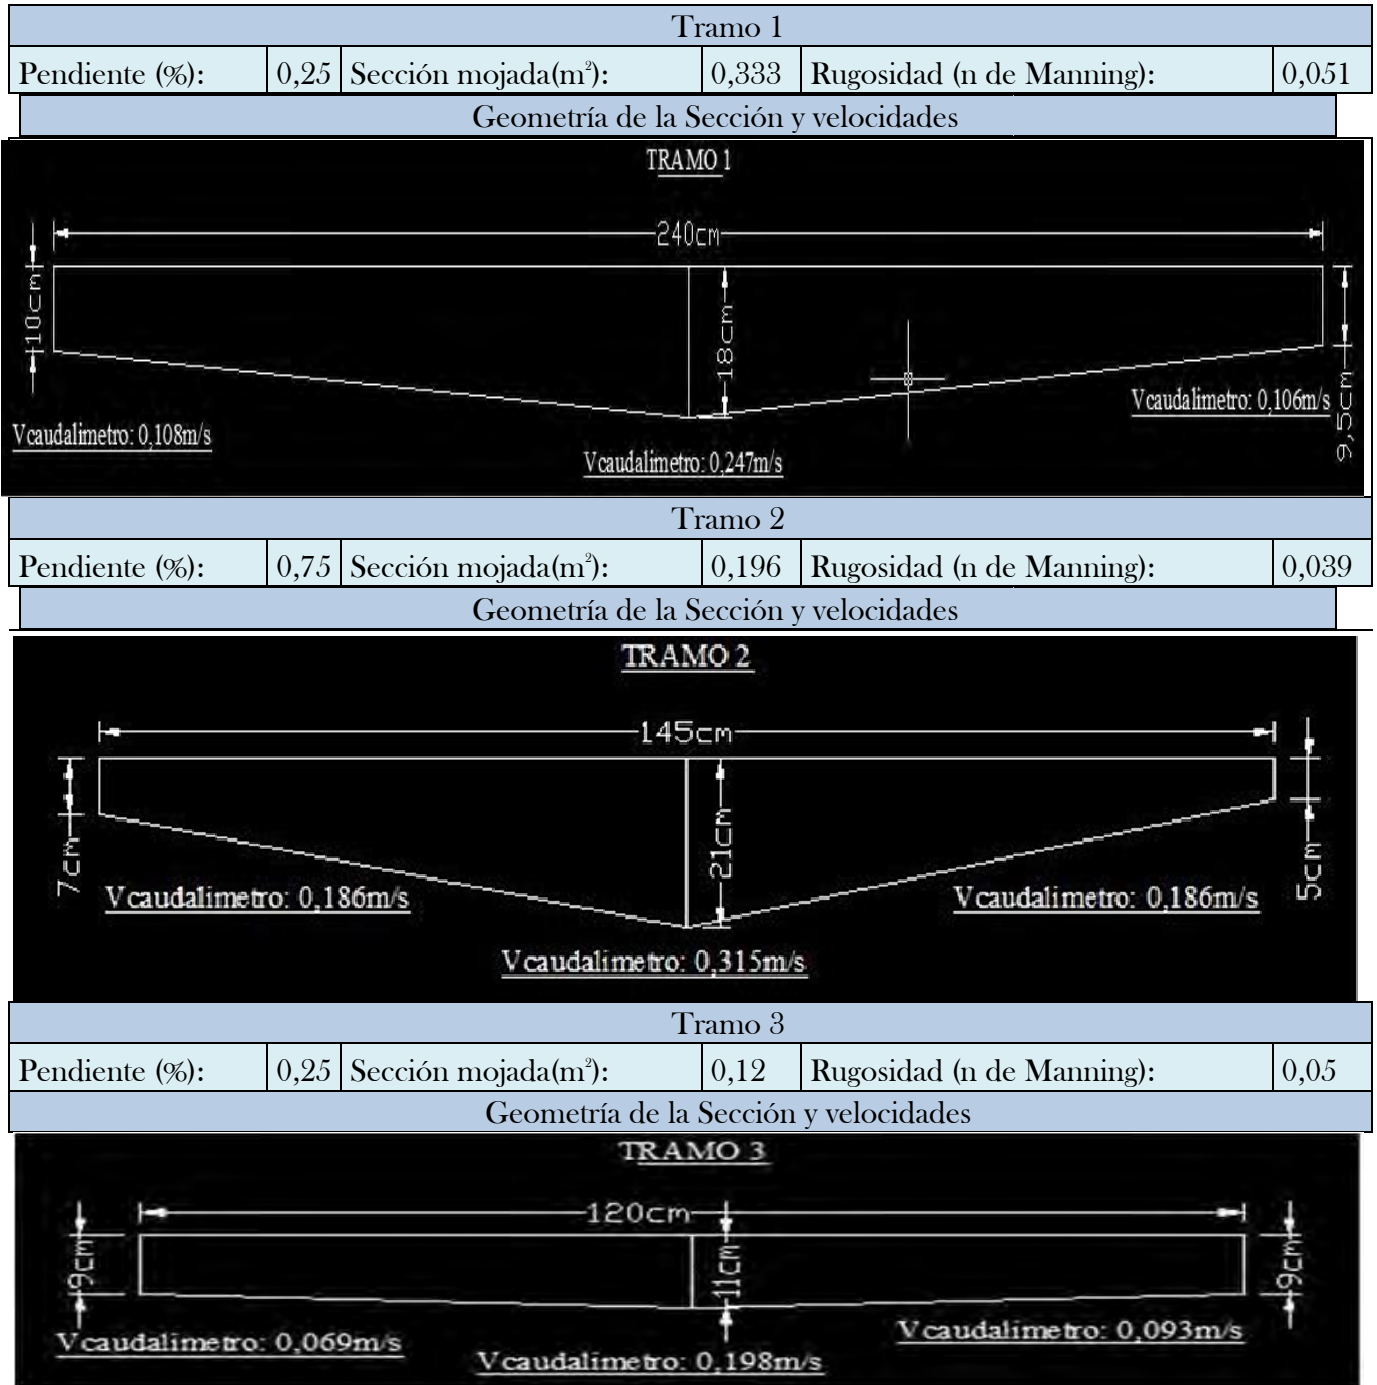 Tramo 1
Pendiente (%): 0,25 Sección mojada(m²): 0,333 Rugosidad (n de Manning): 0,051
Geometría de la Sección y velocidades
TRAMO 1
240cm
10cm
18cm
9,5cm
Vcaudalimetro: 0,106m/s
Vcaudalimetro: 0,108m/s
Vcaudalimetro: 0,247m/s
Tramo 2
Pendiente (%): 0,75 Sección mojada(m²): 0,196 Rugosidad (n de Manning): 0,039
Geometría de la Sección y velocidades
TRAMO 2
145cm
7cm
21cm
5cm
Vcaudalimetro: 0,186m/s
Vcaudalimetro: 0,186m/s
Vcaudalimetro: 0,315m/s
Tramo 3
Pendiente (%): 0,25 Sección mojada(m²): 0,12 Rugosidad (n de Manning): 0,05
Geometría de la Sección y velocidades
TRAMO 3
120cm
9cm
11cm
9cm
Vcaudalimetro: 0,069m/s
Vcaudalimetro: 0,093m/s
Vcaudalimetro: 0,198m/s